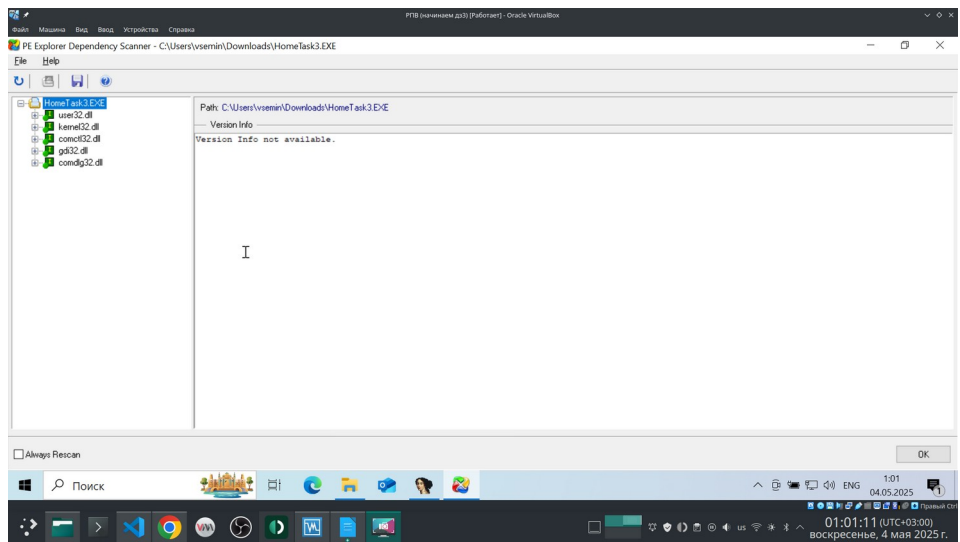 РПВ (начинаем дз3) [Работает] - Oracle VirtualBox
Файл Машина Вид Ввод Устройства Справка
PE Explorer Dependency Scanner - C:\Users\vsemin\Downloads\HomeTask3.EXE
File Help
HomeTask3.EXE
user32.dll
kernel32.dll
comctl32.dll
gdi32.dll
comdlg32.dll
Path: C:\Users\vsemin\Downloads\HomeTask3.EXE
Version Info
Version Info not available.
Always Rescan
OK
Поиск
ENG
1:01
04.05.2025
1
Правый Ctrl
us
01:01:11 (UTC+03:00)
воскресенье, 4 мая 2025 г.